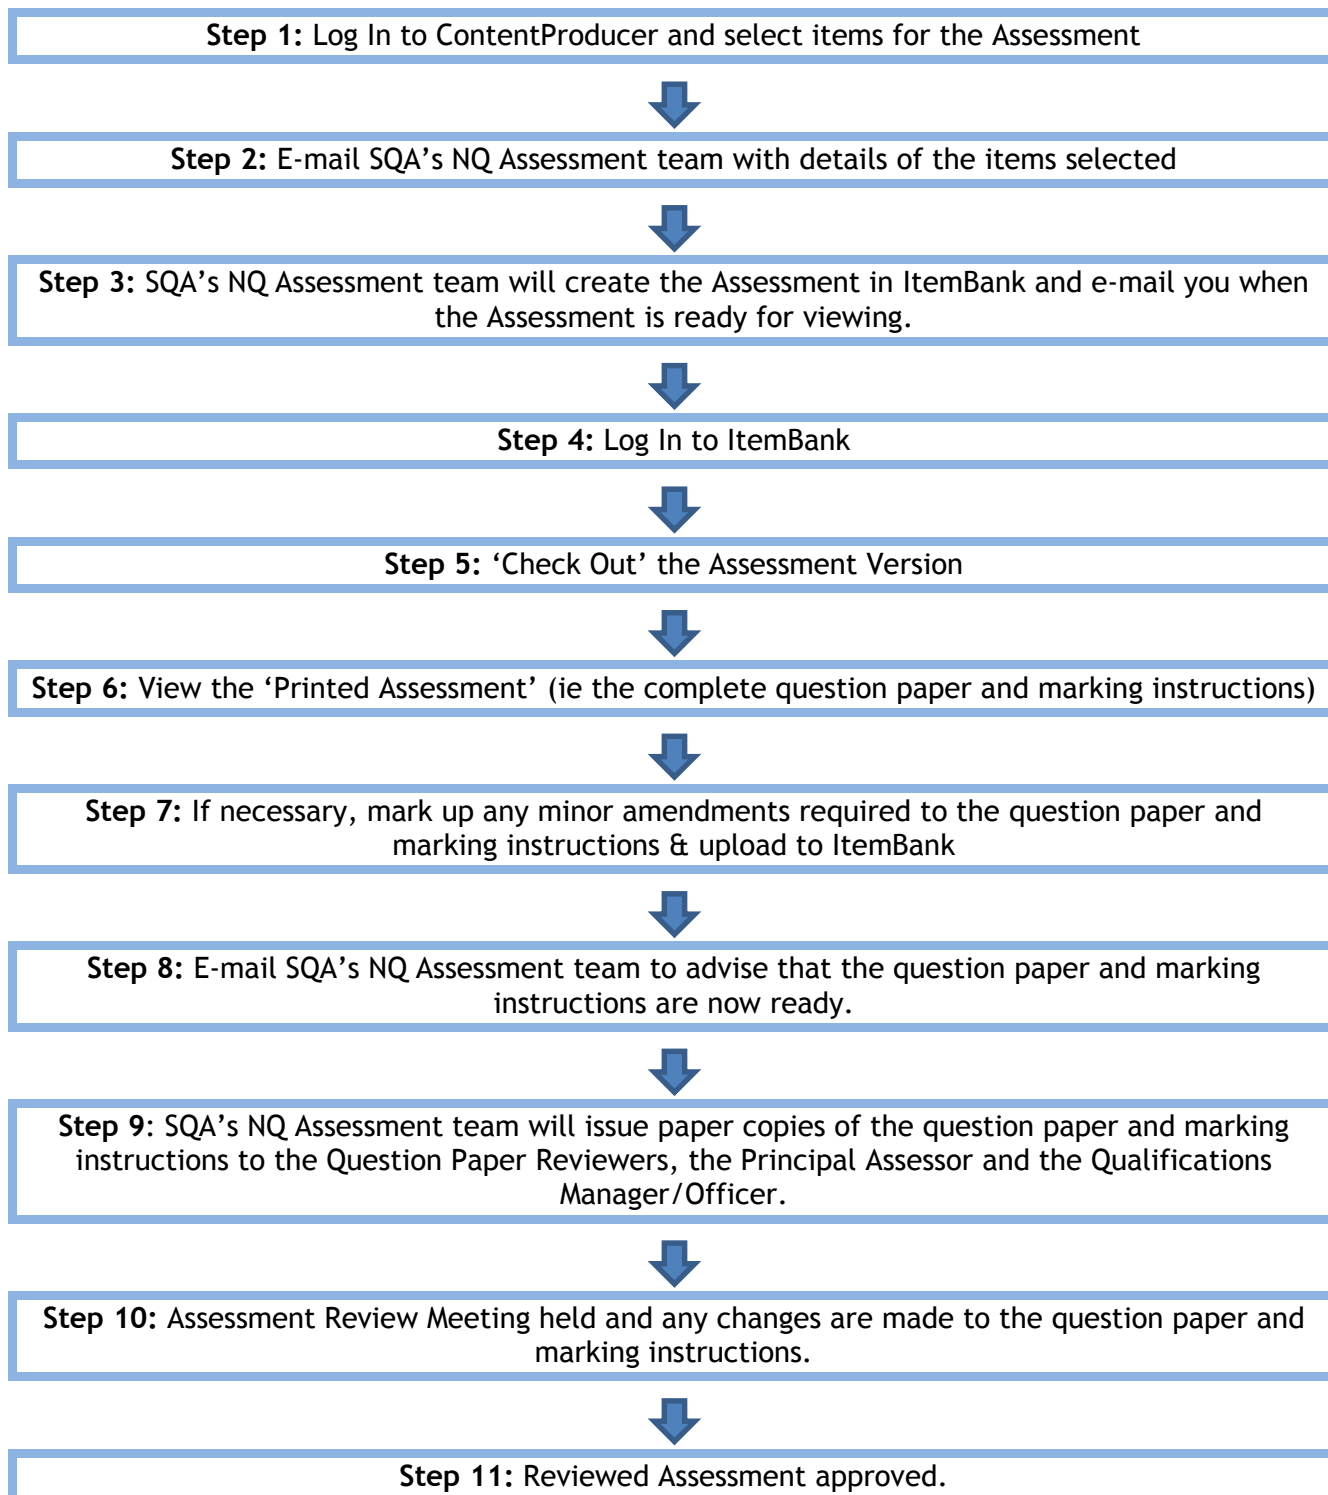 Step 1: Log In to ContentProducer and select items for the Assessment
Step 2: E-mail SQA’s NQ Assessment team with details of the items selected
Step 3: SQA’s NQ Assessment team will create the Assessment in ItemBank and e-mail you when
the Assessment is ready for viewing.
Step 4: Log In to ItemBank
Step 5: ‘Check Out’ the Assessment Version
Step 6: View the ‘Printed Assessment’ (ie the complete question paper and marking instructions)
Step 7: If necessary, mark up any minor amendments required to the question paper and
marking instructions & upload to ItemBank
Step 8: E-mail SQA’s NQ Assessment team to advise that the question paper and marking
instructions are now ready.
Step 9: SQA’s NQ Assessment team will issue paper copies of the question paper and marking
instructions to the Question Paper Reviewers, the Principal Assessor and the Qualifications
Manager/Officer.
Step 10: Assessment Review Meeting held and any changes are made to the question paper and
marking instructions.
Step 11: Reviewed Assessment approved.